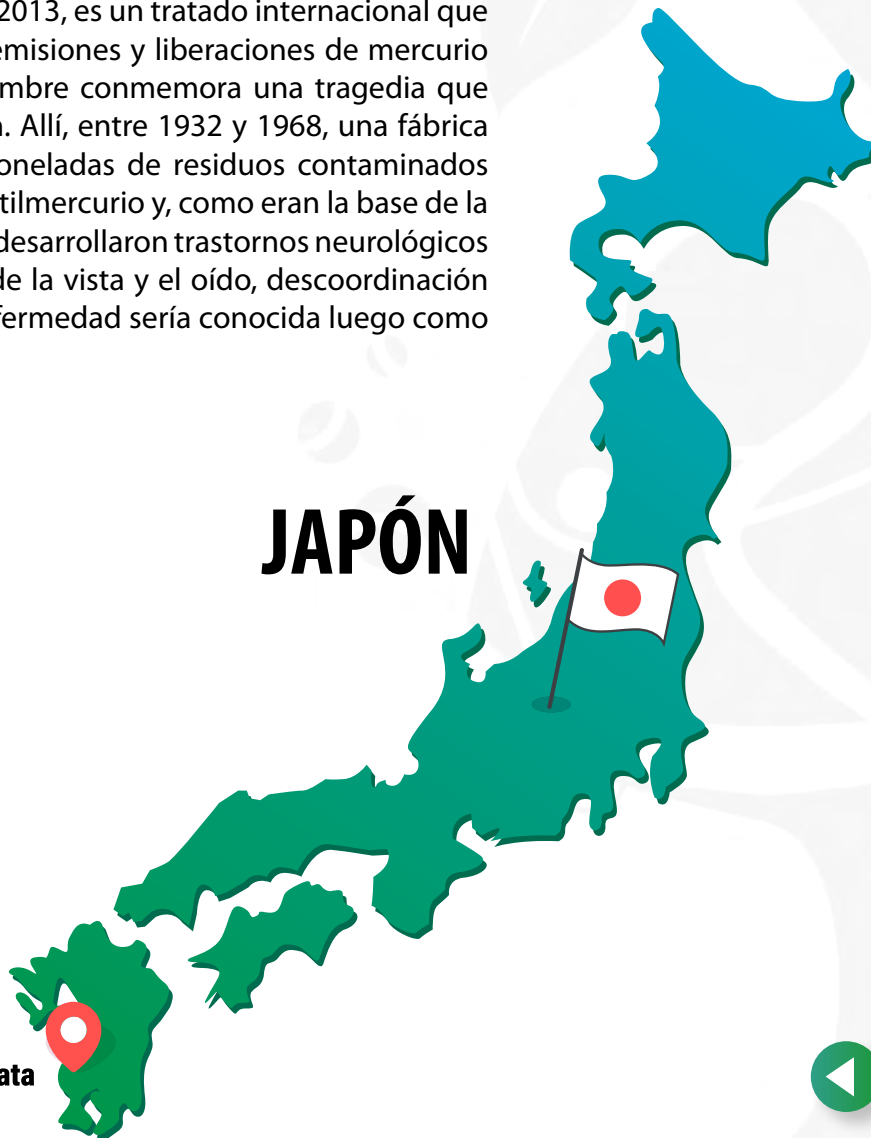 2013, es un tratado internacional que
emisiones y liberaciones de mercurio
mbre conmemora una tragedia que
. Allí, entre 1932 y 1968, una fábrica
oneladas de residuos contaminados
tilmercurio y, como eran la base de la
desarrollaron trastornos neurológicos
de la vista y el oído, descoordinación
fermedad sería conocida luego como
JAPÓN
ata